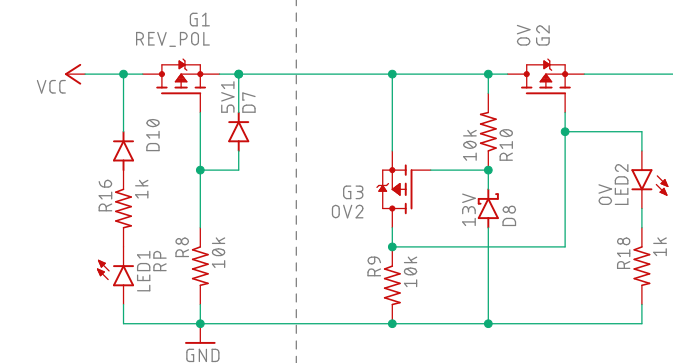 G1
REV_POL
VCC
D10
5V1
D7
R16
1k
LED1
RP
R8
10k
GND
OV
G2
10k
R10
G3
OV2
13V
D8
R9
10k
OV
LED2
R18
1k